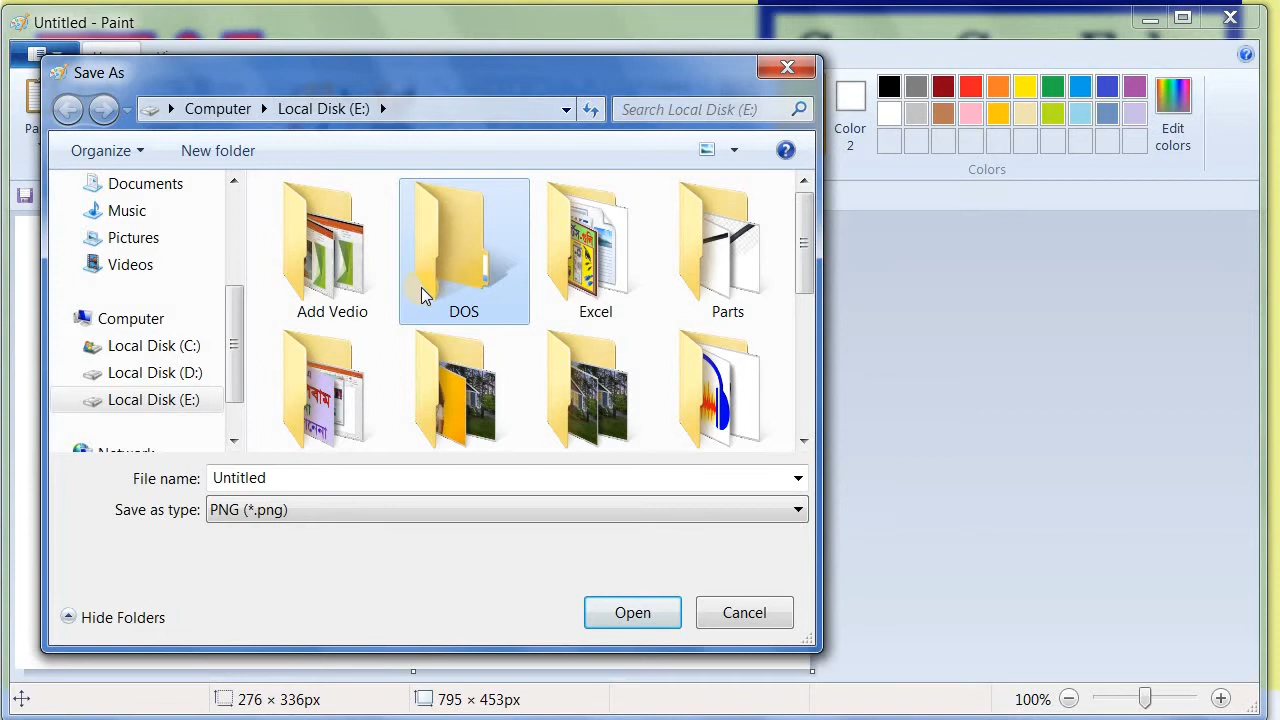 Untitled - Paint
Save As
Computer
Local Disk (E:)
Search Local Disk (E:)
Organize
New folder
Documents
Music
Pictures
Videos
Computer
Local Disk (C:)
Local Disk (D:)
Local Disk (E:)
Network
Add Vedio
DOS
Excel
Parts
File name:
Untitled
Save as type:
PNG (*.png)
Hide Folders
Open
Cancel
Color
2
Edit
colors
Colors
276 × 336px
795 × 453px
100%